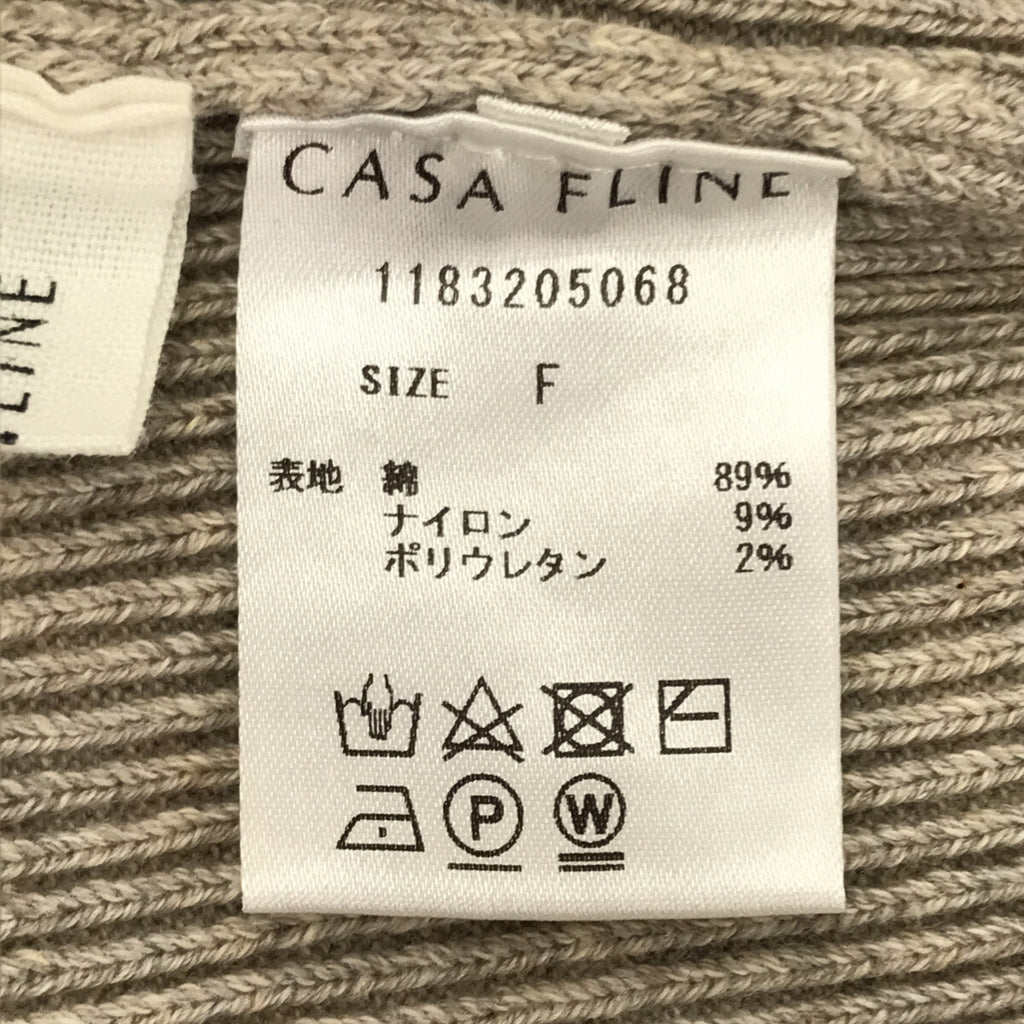 CASA FLINE
1183205068
SIZE F
表地 綿 89%
ナイロン 9%
ポリウレタン 2%
P W
LINE